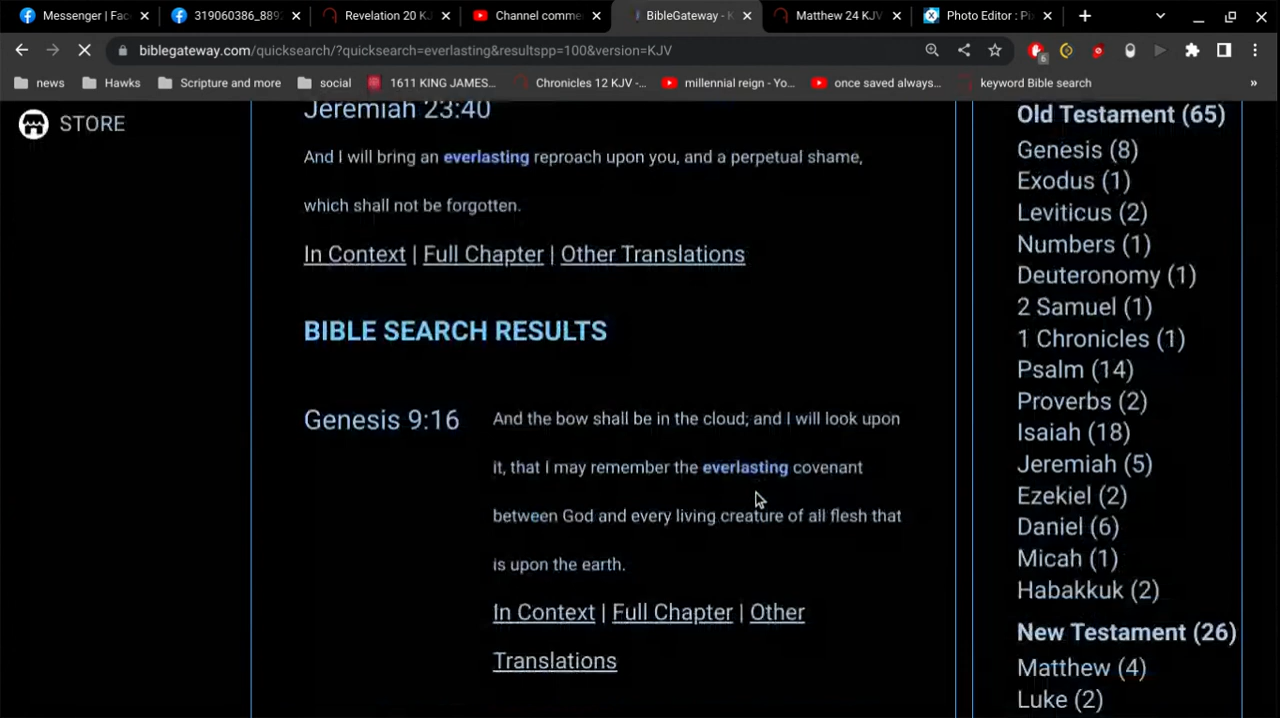 Messenger | Fac
319060386_889
Revelation 20 KJ
Channel comme
BibleGateway - K
Matthew 24 KJV
Photo Editor : Pix
biblegateway.com/quicksearch/?quicksearch=everlasting&resultspp=100&version=KJV
6
news
Hawks
Scripture and more
social
1611 KING JAMES...
Chronicles 12 KJV -...
millennial reign - Yo...
once saved always...
keyword Bible search
»
STORE
Jeremiah 23:40
And I will bring an everlasting reproach upon you, and a perpetual shame,
which shall not be forgotten.
In Context | Full Chapter | Other Translations
BIBLE SEARCH RESULTS
Genesis 9:16
And the bow shall be in the cloud; and I will look upon
it, that I may remember the everlasting covenant
between God and every living creature of all flesh that
is upon the earth.
In Context | Full Chapter | Other
Translations
Old Testament (65)
Genesis (8)
Exodus (1)
Leviticus (2)
Numbers (1)
Deuteronomy (1)
2 Samuel (1)
1 Chronicles (1)
Psalm (14)
Proverbs (2)
Isaiah (18)
Jeremiah (5)
Ezekiel (2)
Daniel (6)
Micah (1)
Habakkuk (2)
New Testament (26)
Matthew (4)
Luke (2)